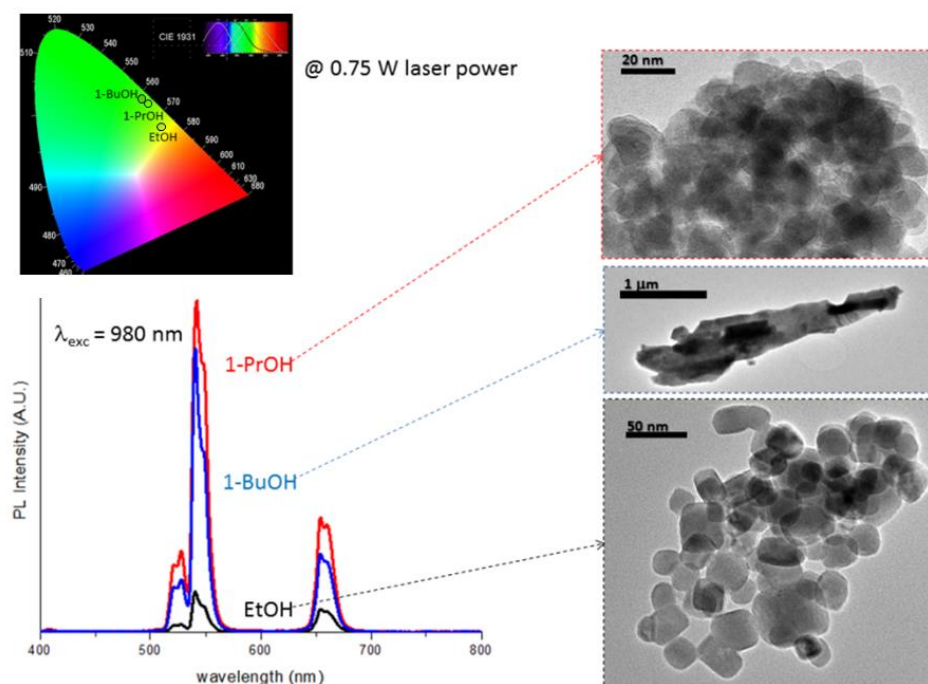 520
530
510
540
CIE 1931
550
@ 0.75 W laser power
560
1-BuOH
570
1-PrOH
580
EtOH
590
600
610
630
490
680
480
470
460
20 nm
1 µm
λexc = 980 nm
1-PrOH
50 nm
1-BuOH
EtOH
PL Intensity (A.U.)
400 500 600 700 800
wavelength (nm)